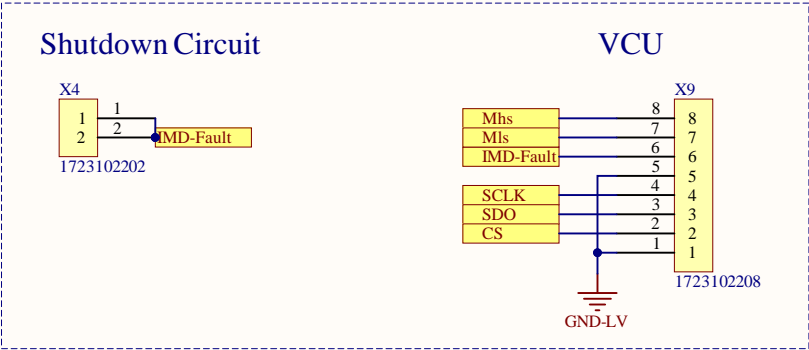 Shutdown Circuit
VCU
X4
1
1
2
2
IMD-Fault
1723102202
X9
Mhs
8
8
Mls
7
7
IMD-Fault
6
6
5
5
SCLK
4
4
SDO
3
3
CS
2
2
1
1
1723102208
GND-LV